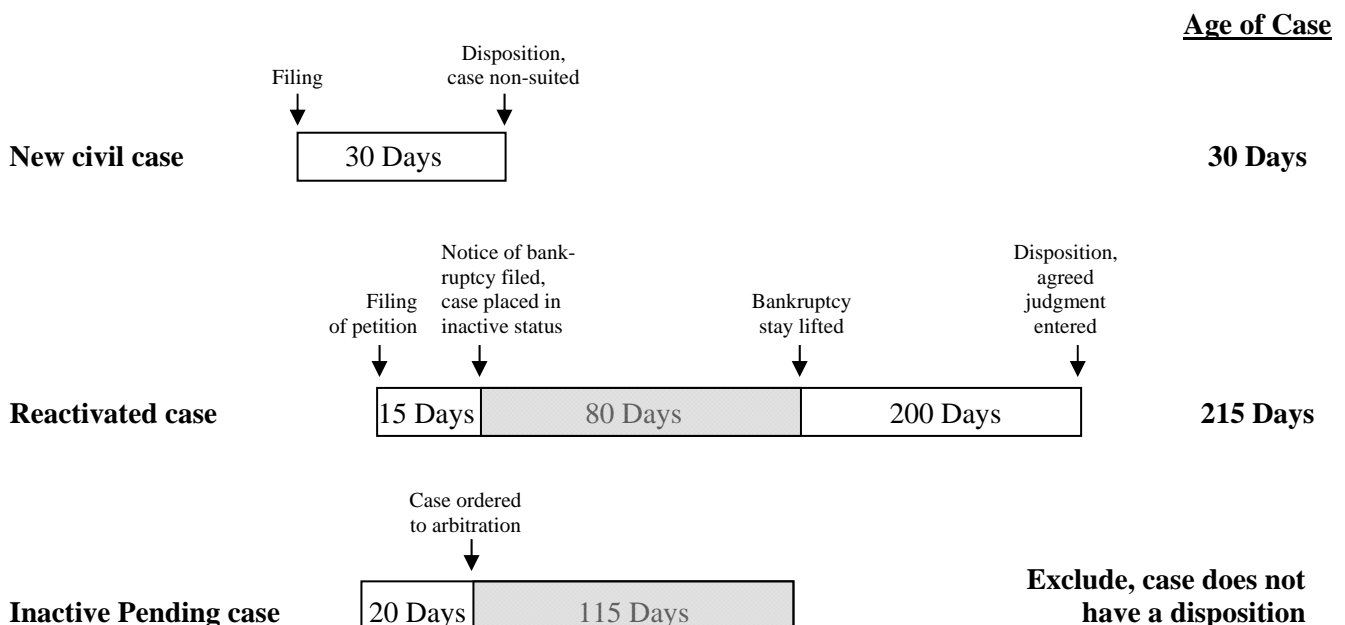 Age of Case
Disposition,
case non-suited
Filing
New civil case
30 Days
30 Days
Filing
of petition
Notice of bank-
ruptcy filed,
case placed in
inactive status
Bankruptcy
stay lifted
Disposition,
agreed
judgment
entered
Reactivated case
15 Days
80 Days
200 Days
215 Days
Case ordered
to arbitration
Inactive Pending case
20 Days
115 Days
Exclude, case does not
have a disposition